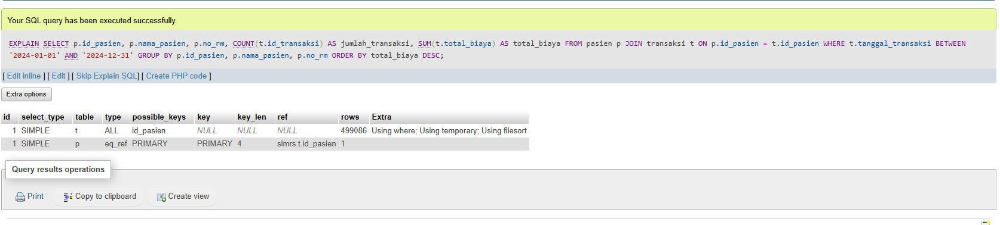 Your SQL query has been executed successfully.
EXPLAIN SELECT p.id_pasien, p.nama_pasien, p.no_rm, COUNT(t.id_transaksi) AS jumlah_transaksi, SUM(t.total_biaya) AS total_biaya FROM pasien p JOIN transaksi t ON p.id_pasien = t.id_pasien WHERE t.tanggal_transaksi BETWEEN
'2024-01-01' AND '2024-12-31' GROUP BY p.id_pasien, p.nama_pasien, p.no_rm ORDER BY total_biaya DESC;
[ Edit inline ] [ Edit ] [ Skip Explain SQL] [ Create PHP code ]
Extra options
id select_type table type possible_keys key key_len ref rows Extra
1 SIMPLE t ALL id_pasien NULL NULL NULL 499086 Using where; Using temporary; Using filesort
1 SIMPLE p eq_ref PRIMARY PRIMARY 4 simrs.t.id_pasien 1
Query results operations
Print Copy to clipboard Create view